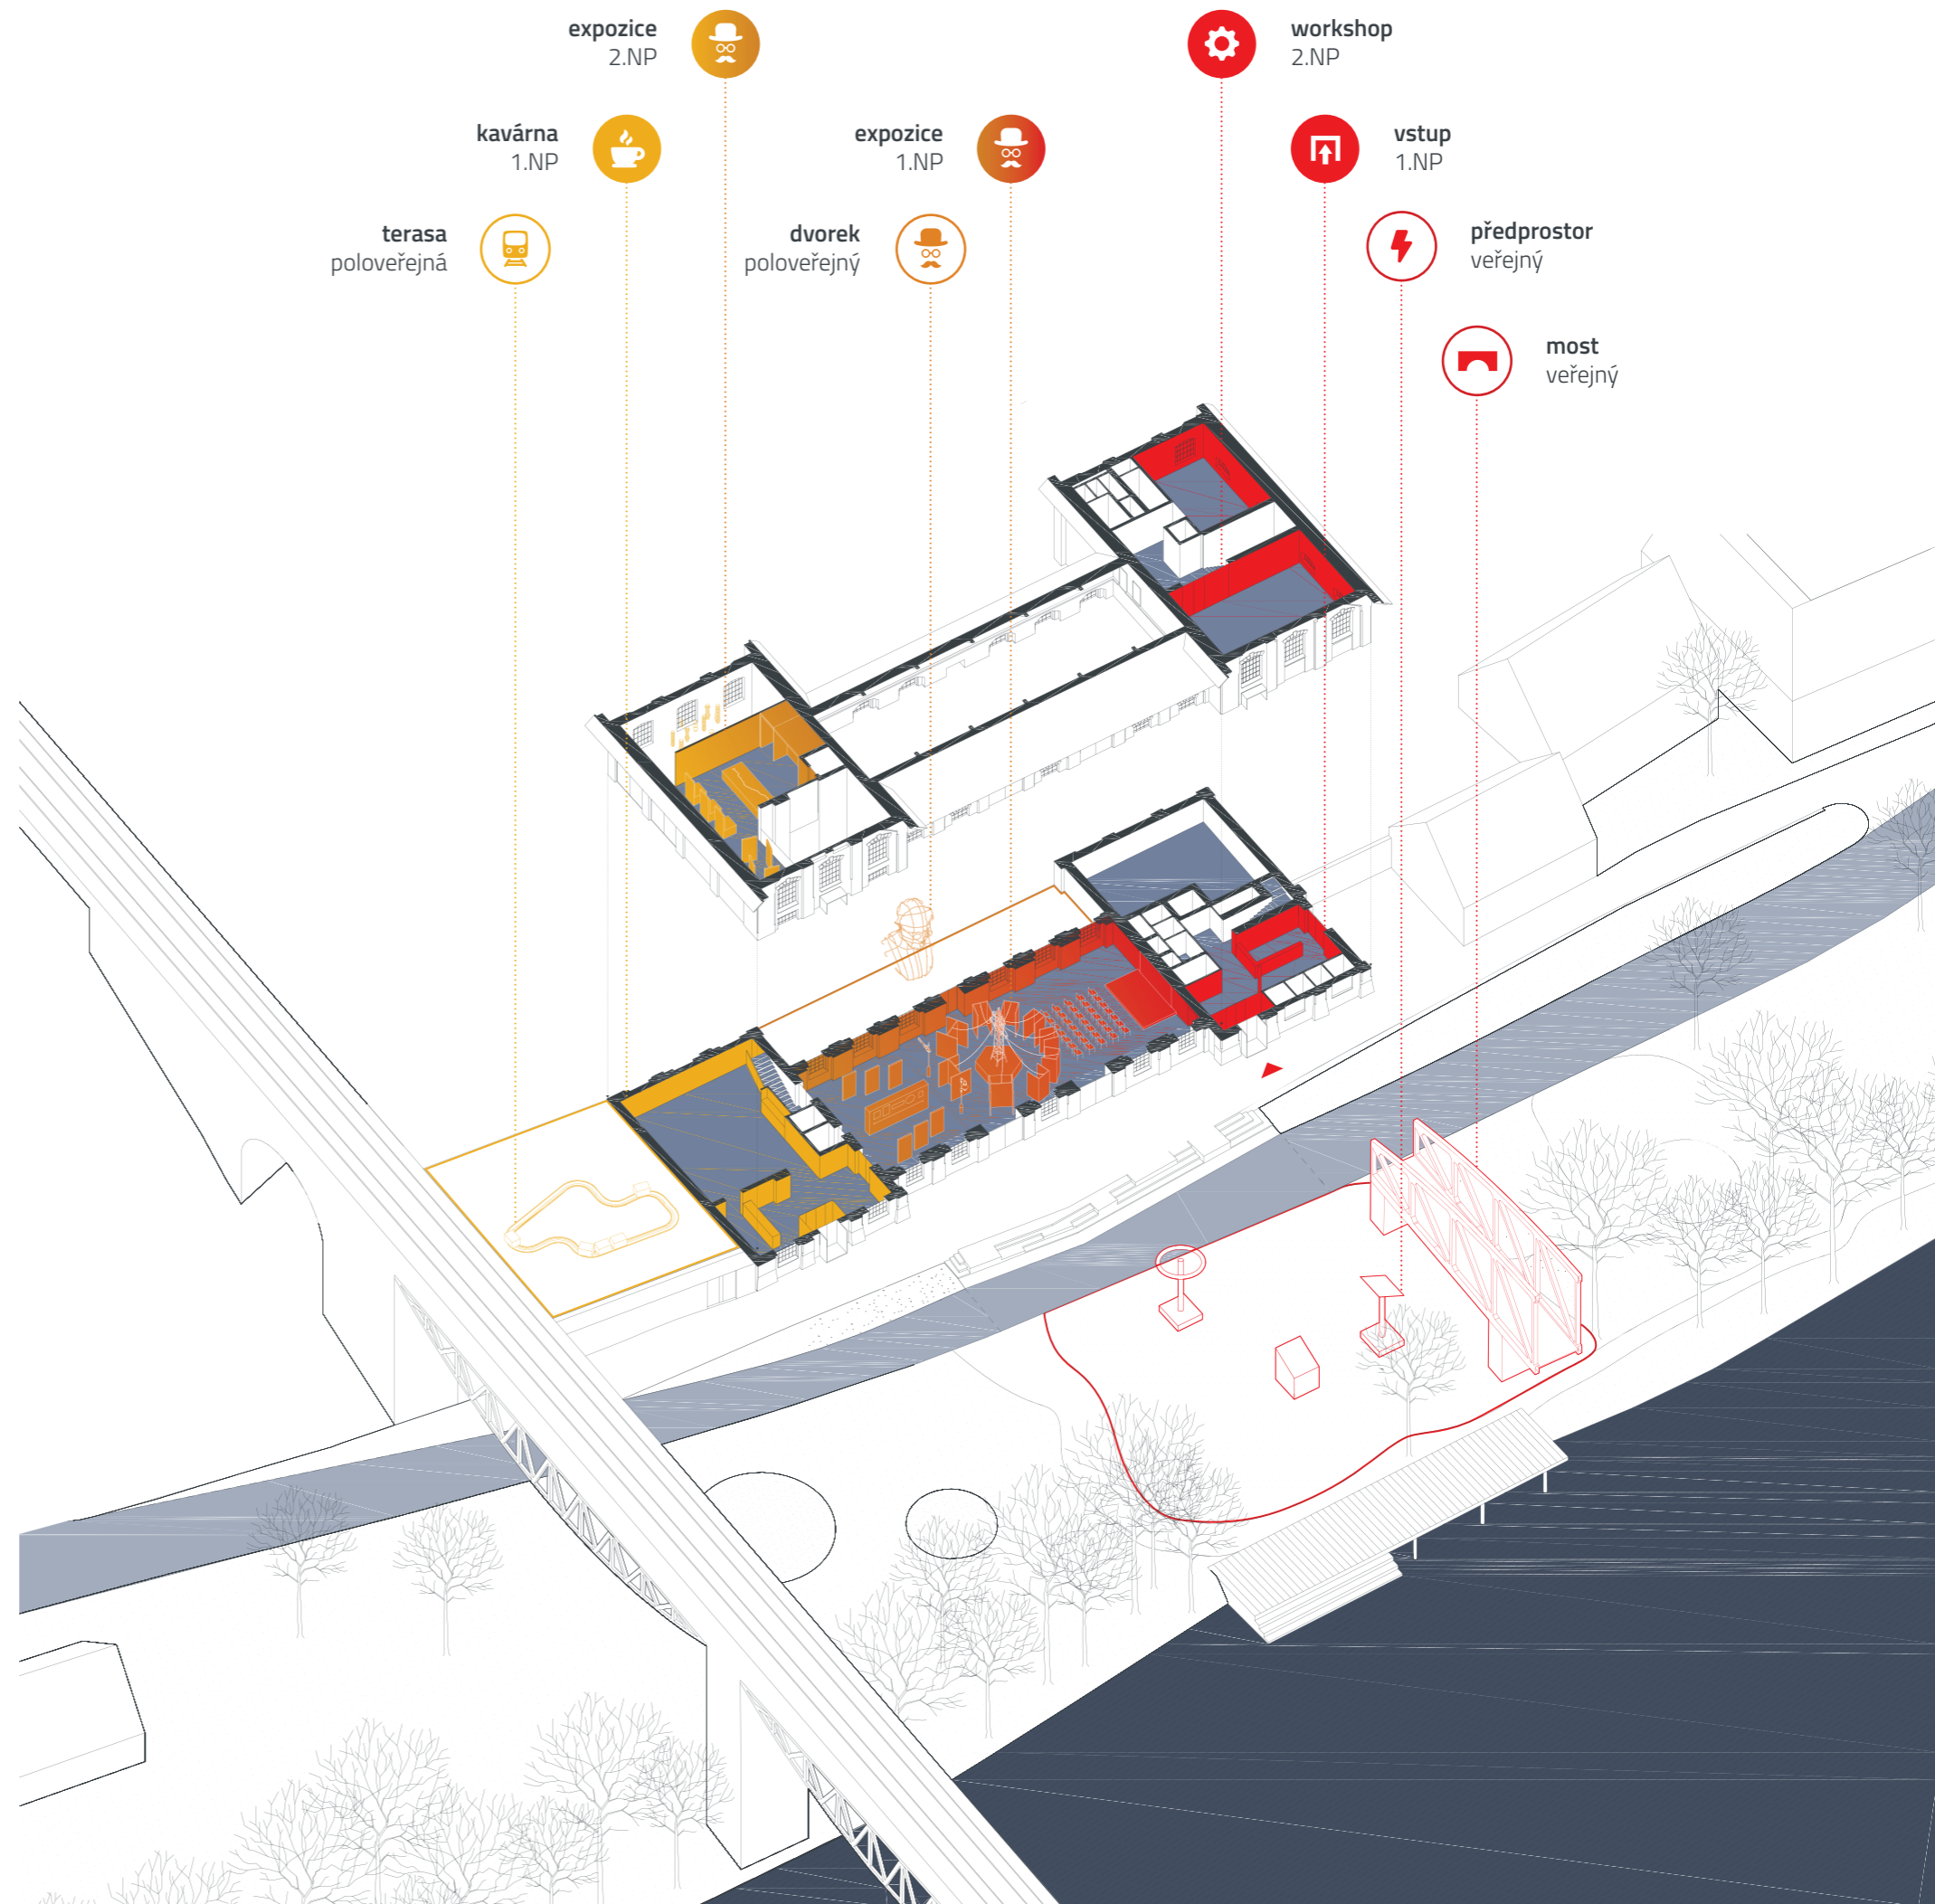 expozice
2.NP
workshop
2.NP
kavárna
1.NP
expozice
1.NP
vstup
1.NP
terasa
poloveřejná
dvorek
poloveřejný
předprostor
veřejný
most
veřejný